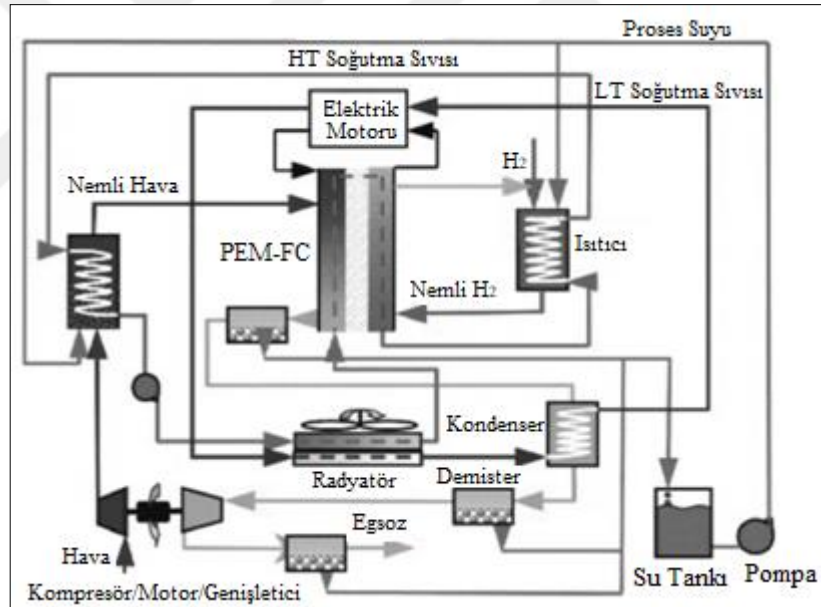 Proses Suyu
HT Soğutma Sıvısı
LT Soğutma Sıvısı
Elektrik
Motoru
H2
Nemli Hava
PEM-FC
Isıtıcı
Nemli H2
Kondenser
Radyatör
Demister
Egsoz
Hava
Su Tankı
Pompa
Kompresör/Motor/Genişletici